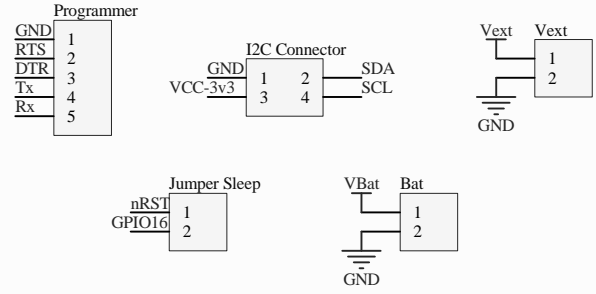 Programmer
GND 1
RTS 2
DTR 3
Tx 4
Rx 5
I2C Connector
GND 1 2 SDA
VCC-3v3 3 4 SCL
Vext Vext
1
2
GND
Jumper Sleep
nRST 1
GPIO16 2
VBat Bat
1
2
GND